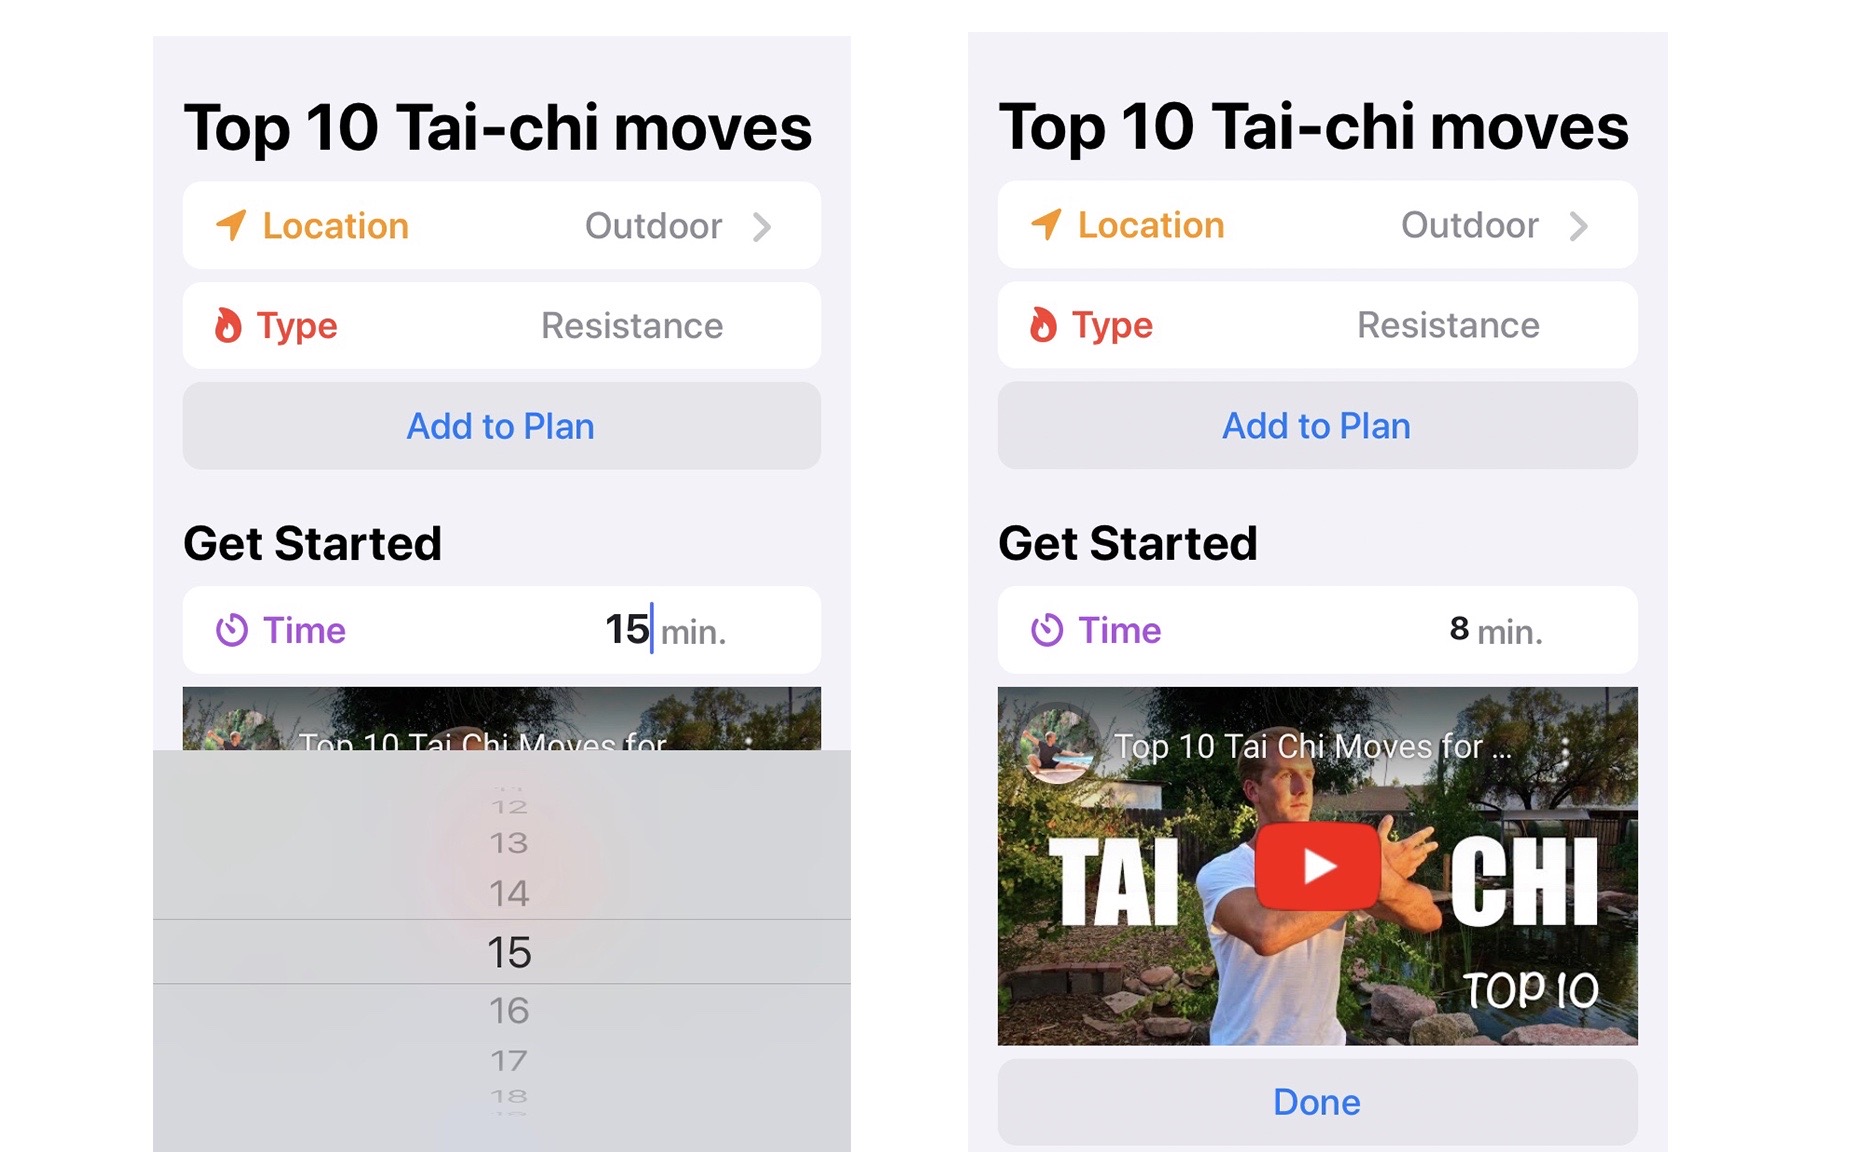 Top 10 Tai-chi moves
Location Outdoor
Type Resistance
Add to Plan
Get Started
Time 15 min.
Top 10 Tai Chi Moves for
12
13
14
15
16
17
18
Top 10 Tai-chi moves
Location Outdoor
Type Resistance
Add to Plan
Get Started
Time 8 min.
Top 10 Tai Chi Moves for ...
TAI CHI
TOP 10
Done